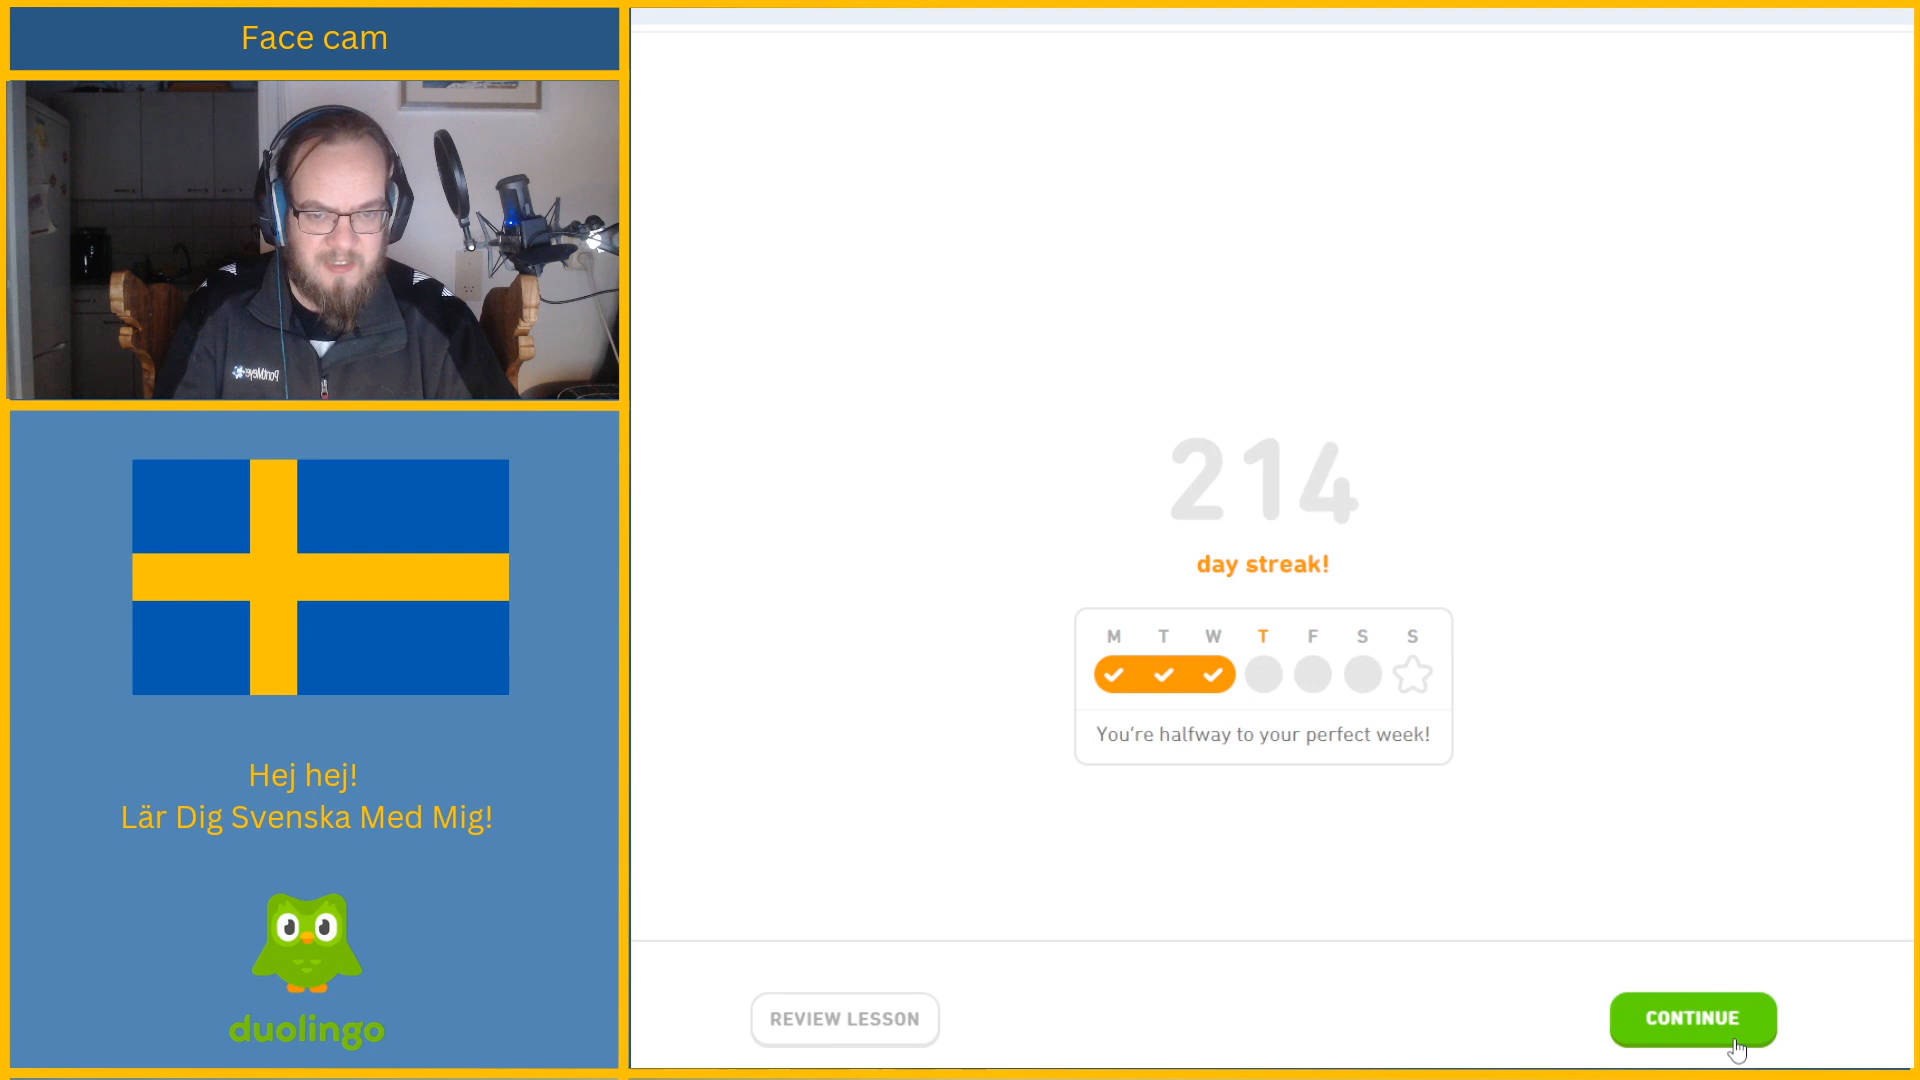 Face cam
PontMeyer
Hej hej!
Lär Dig Svenska Med Mig!
duolingo
214
day streak!
M T W T F S S
You're halfway to your perfect week!
REVIEW LESSON
CONTINUE